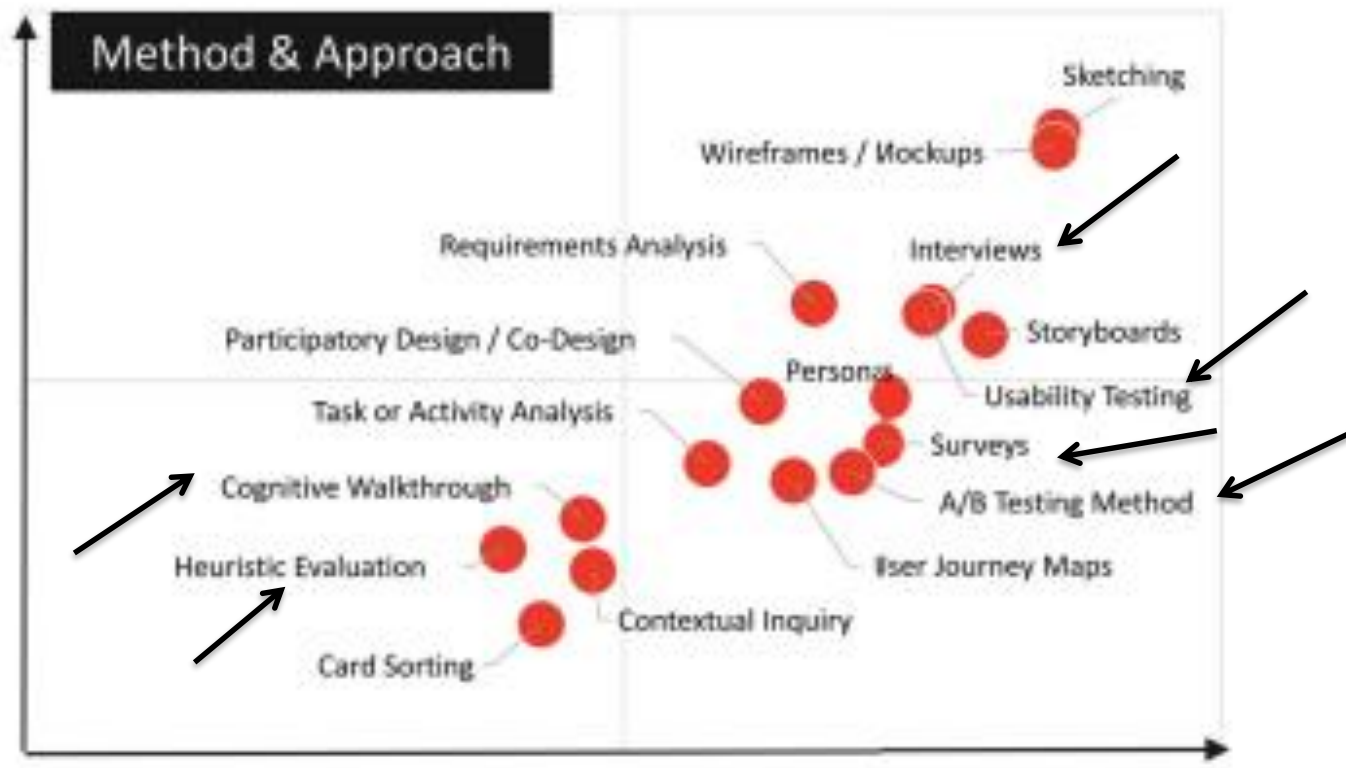 Method & Approach
Sketching
Wireframes / Mockups
Requirements Analysis
Interviews
Participatory Design / Co-Design
Storyboards
Personas
Usability Testing
Task or Activity Analysis
Surveys
Cognitive Walkthrough
A/B Testing Method
Heuristic Evaluation
User Journey Maps
Contextual Inquiry
Card Sorting